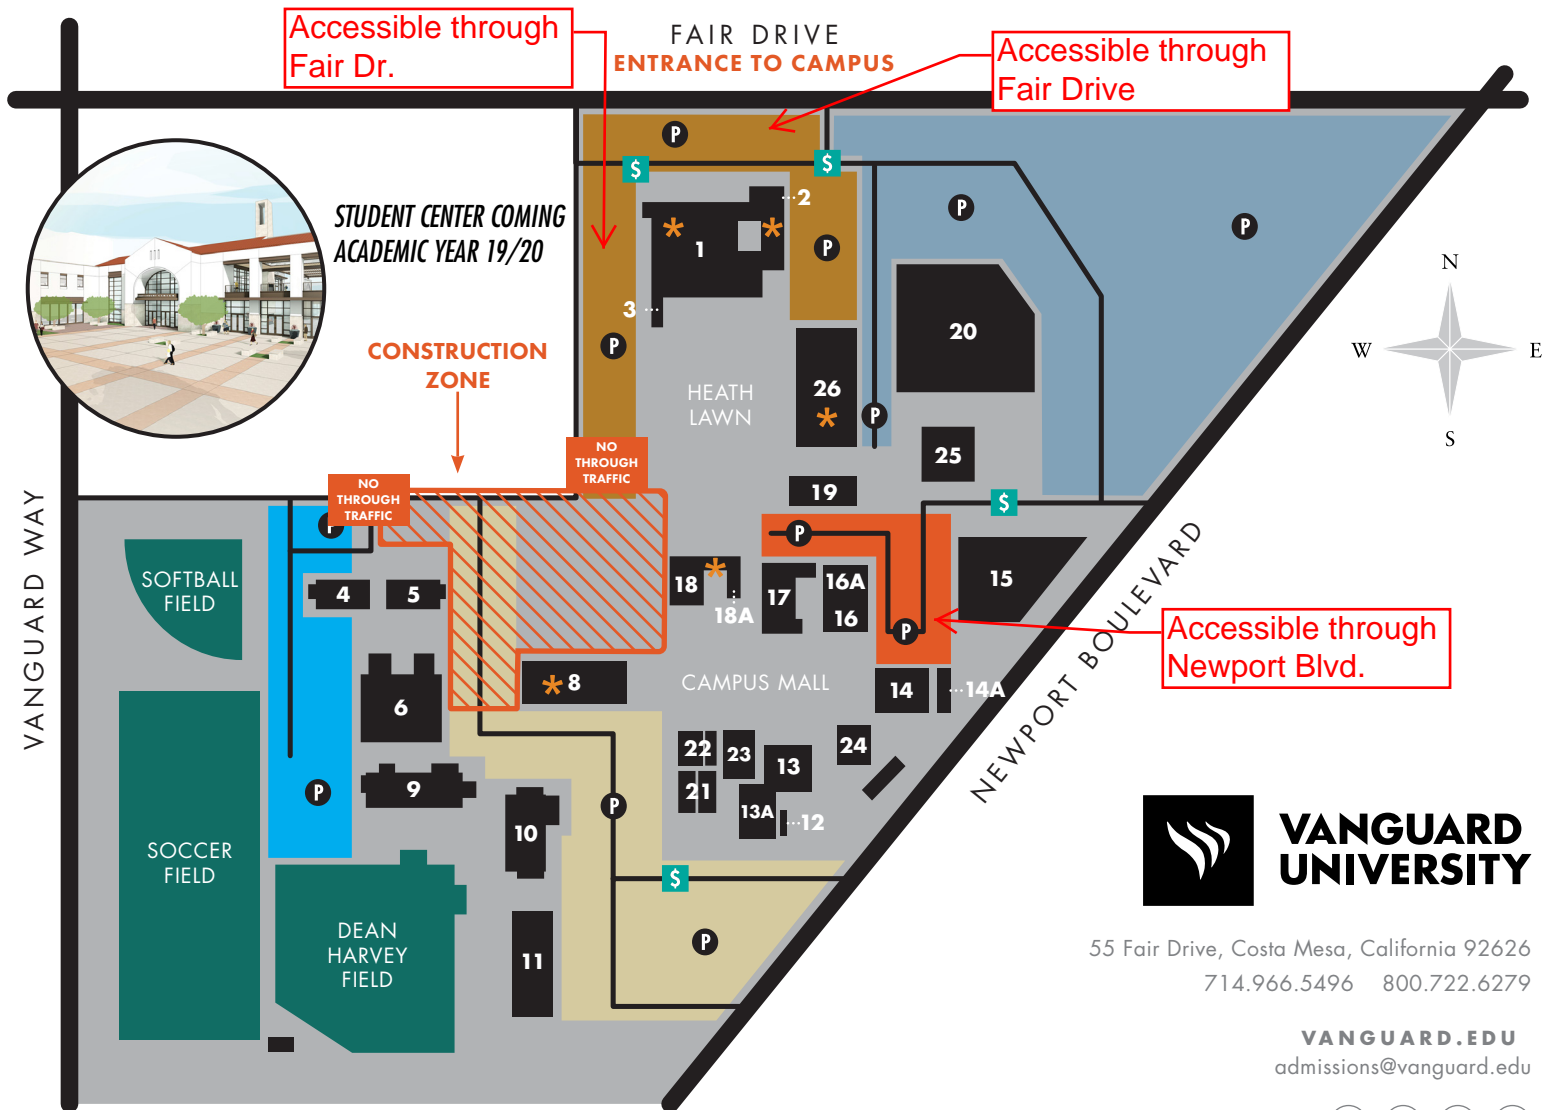 Accessible through
Fair Dr.
FAIR DRIVE
ENTRANCE TO CAMPUS
Accessible through
Fair Drive
P
$
$
STUDENT CENTER COMING
ACADEMIC YEAR 19/20
2
1
P
P
P
3
P
20
CONSTRUCTION
ZONE
HEATH
LAWN
26
P
N
W
E
S
NO
THROUGH
TRAFFIC
25
NO
THROUGH
TRAFFIC
19
$
P
P
VANGUARD WAY
SOFTBALL
FIELD
4
5
18
18A
17
16A
16
15
P
NEWPORT BOULEVARD
Accessible through
Newport Blvd.
6
8
CAMPUS MALL
14
14A
22
23
13
24
21
13A
12
9
P
10
P
SOCCER
FIELD
$
DEAN
HARVEY
FIELD
11
P
VANGUARD
UNIVERSITY
55 Fair Drive, Costa Mesa, California 92626
714.966.5496 800.722.6279
VANGUARD.EDU
admissions@vanguard.edu